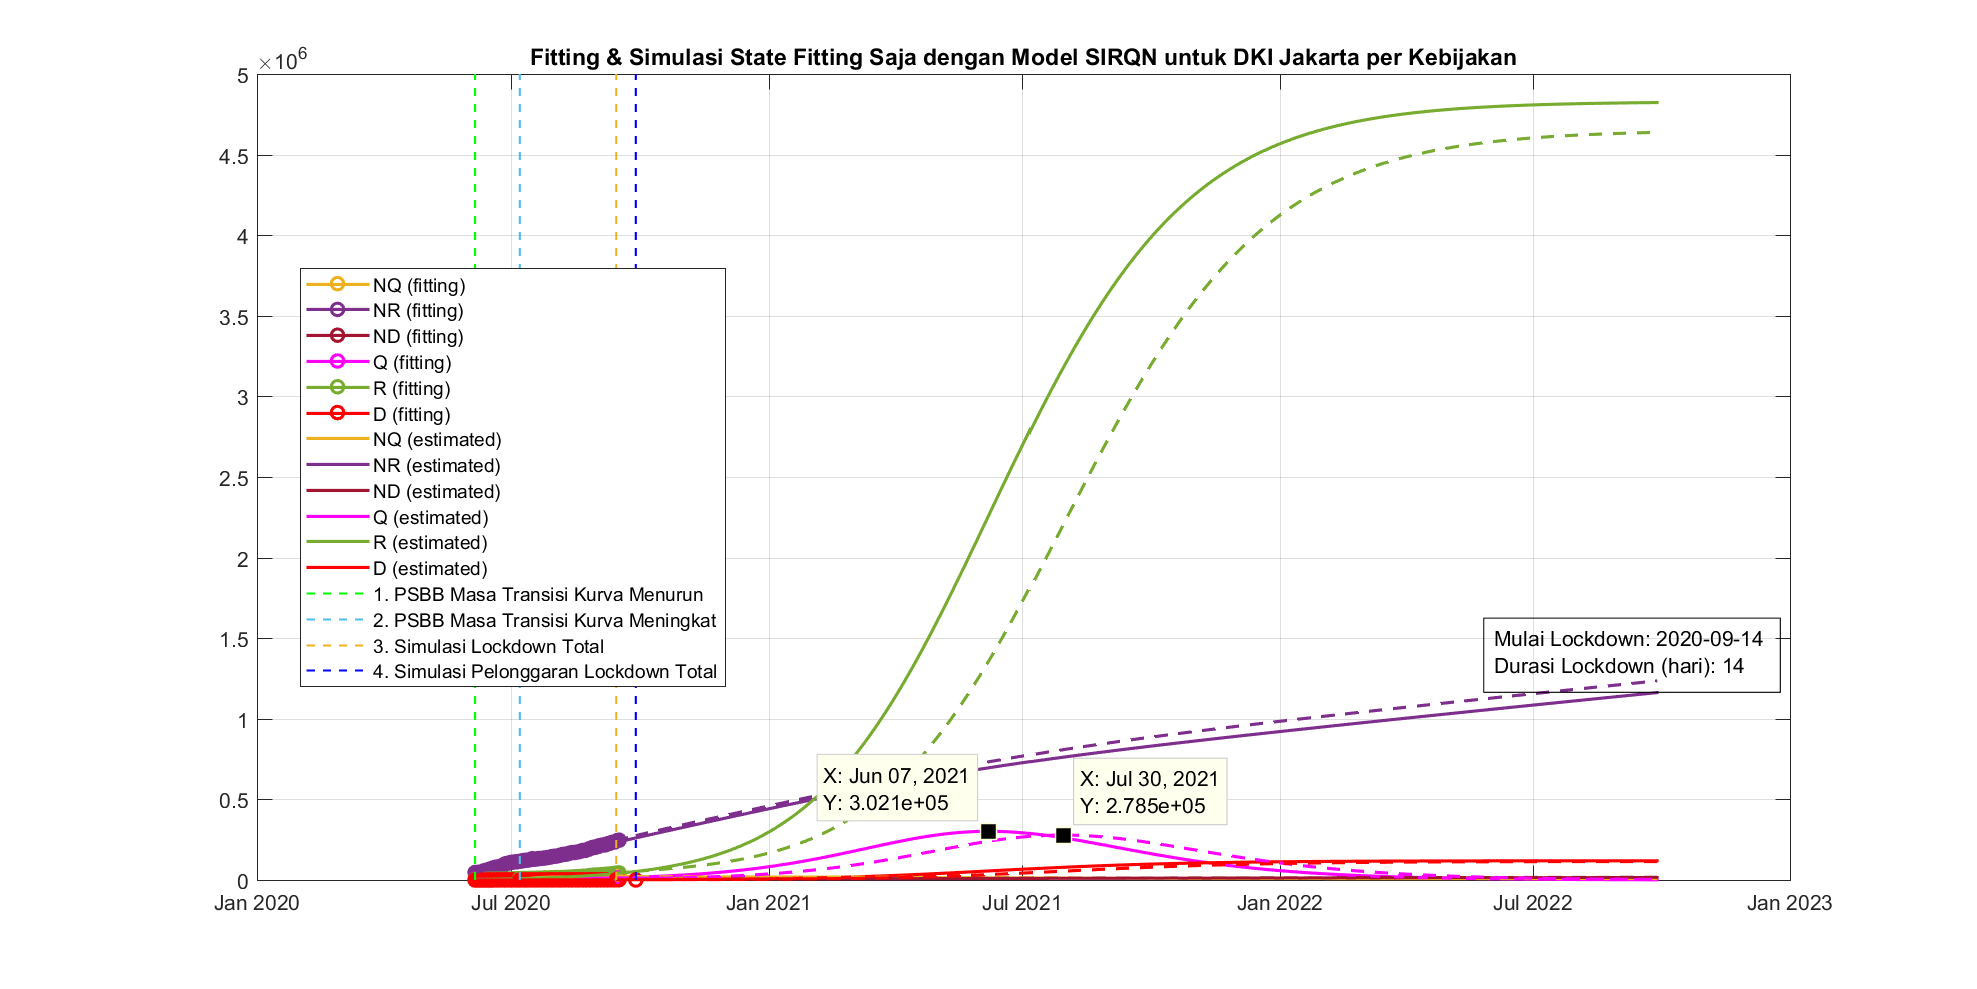 Fitting & Simulasi State Fitting Saja dengan Model SIRQN untuk DKI Jakarta per Kebijakan
×10^6
5
4.5
4
3.5
3
2.5
2
1.5
1
0.5
0
NQ (fitting)
NR (fitting)
ND (fitting)
Q (fitting)
R (fitting)
D (fitting)
NQ (estimated)
NR (estimated)
ND (estimated)
Q (estimated)
R (estimated)
D (estimated)
1. PSBB Masa Transisi Kurva Menurun
2. PSBB Masa Transisi Kurva Meningkat
3. Simulasi Lockdown Total
4. Simulasi Pelonggaran Lockdown Total
Mulai Lockdown: 2020-09-14
Durasi Lockdown (hari): 14
X: Jun 07, 2021
Y: 3.021e+05
X: Jul 30, 2021
Y: 2.785e+05
Jan 2020
Jul 2020
Jan 2021
Jul 2021
Jan 2022
Jul 2022
Jan 2023